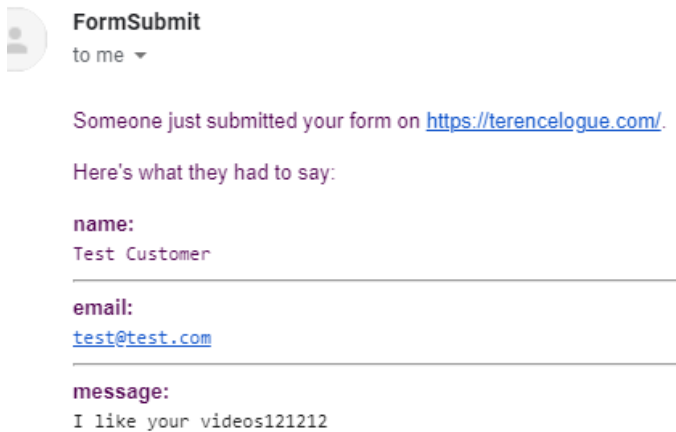 FormSubmit
to me
Someone just submitted your form on https://terencelogue.com/.
Here's what they had to say:
name:
Test Customer
email:
test@test.com
message:
I like your videos121212